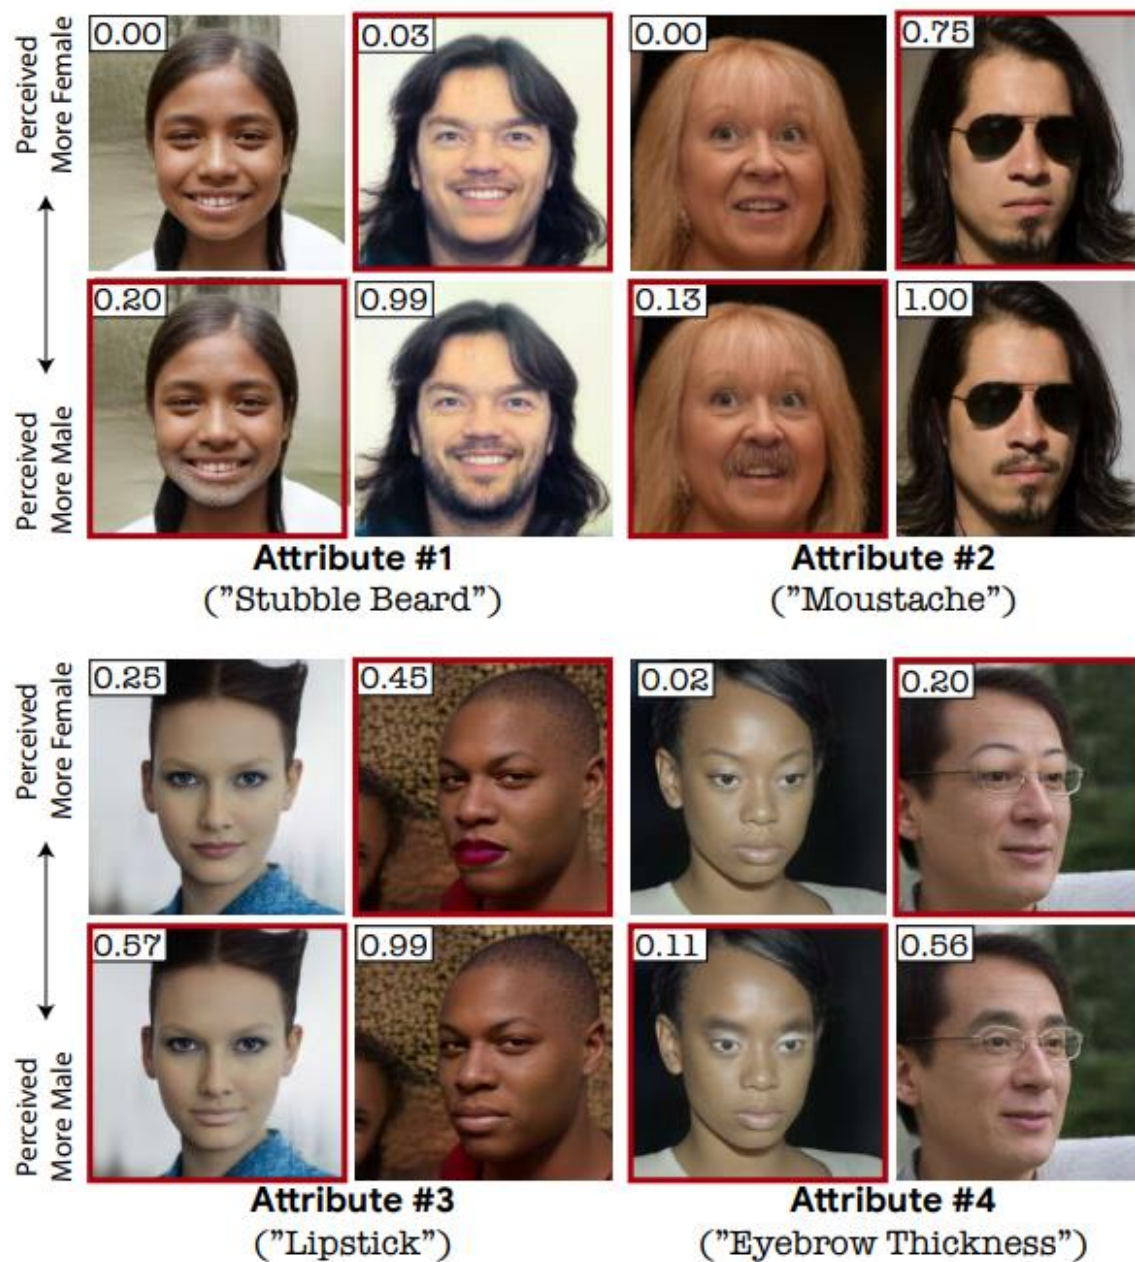 Perceived
More Female
0.00
0.03
0.00
0.75
Perceived
More Male
0.20
0.99
0.13
1.00
Attribute #1
("Stubble Beard")
Attribute #2
("Moustache")
Perceived
More Female
0.25
0.45
0.02
0.20
Perceived
More Male
0.57
0.99
0.11
0.56
Attribute #3
("Lipstick")
Attribute #4
("Eyebrow Thickness")